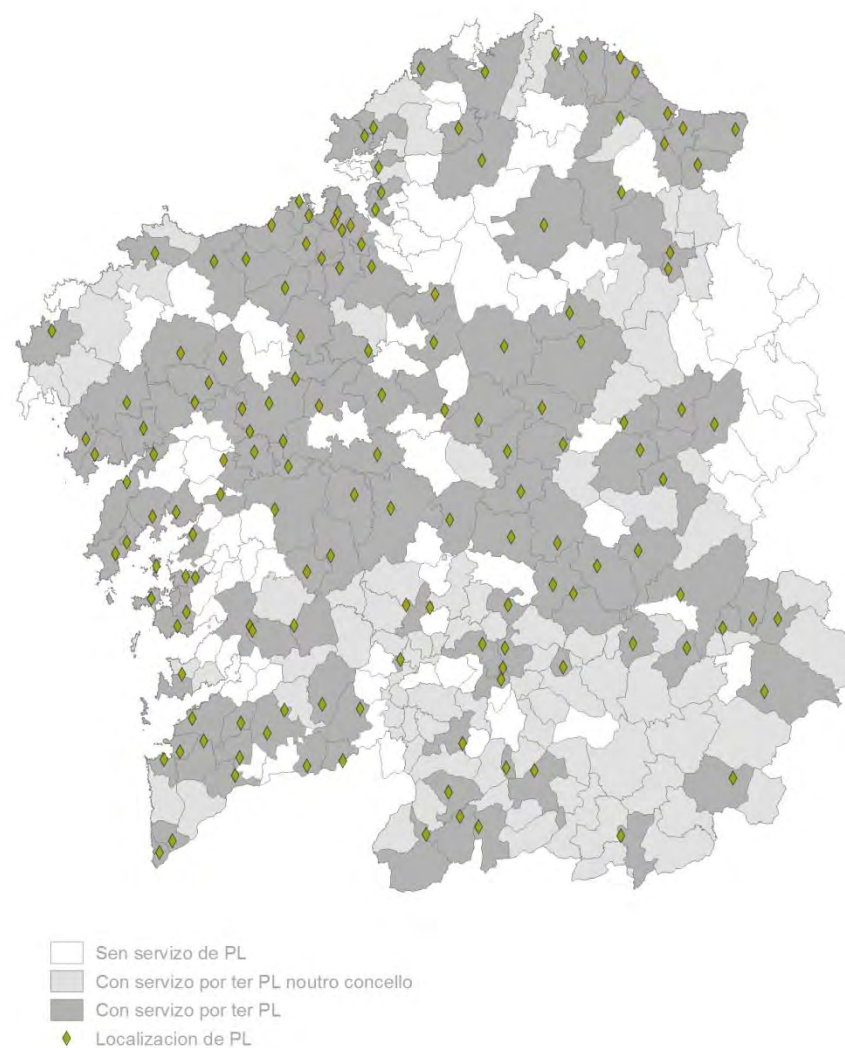 Sen servizo de PL
Con servizo por ter PL noutro concello
Con servizo por ter PL
Localizacion de PL